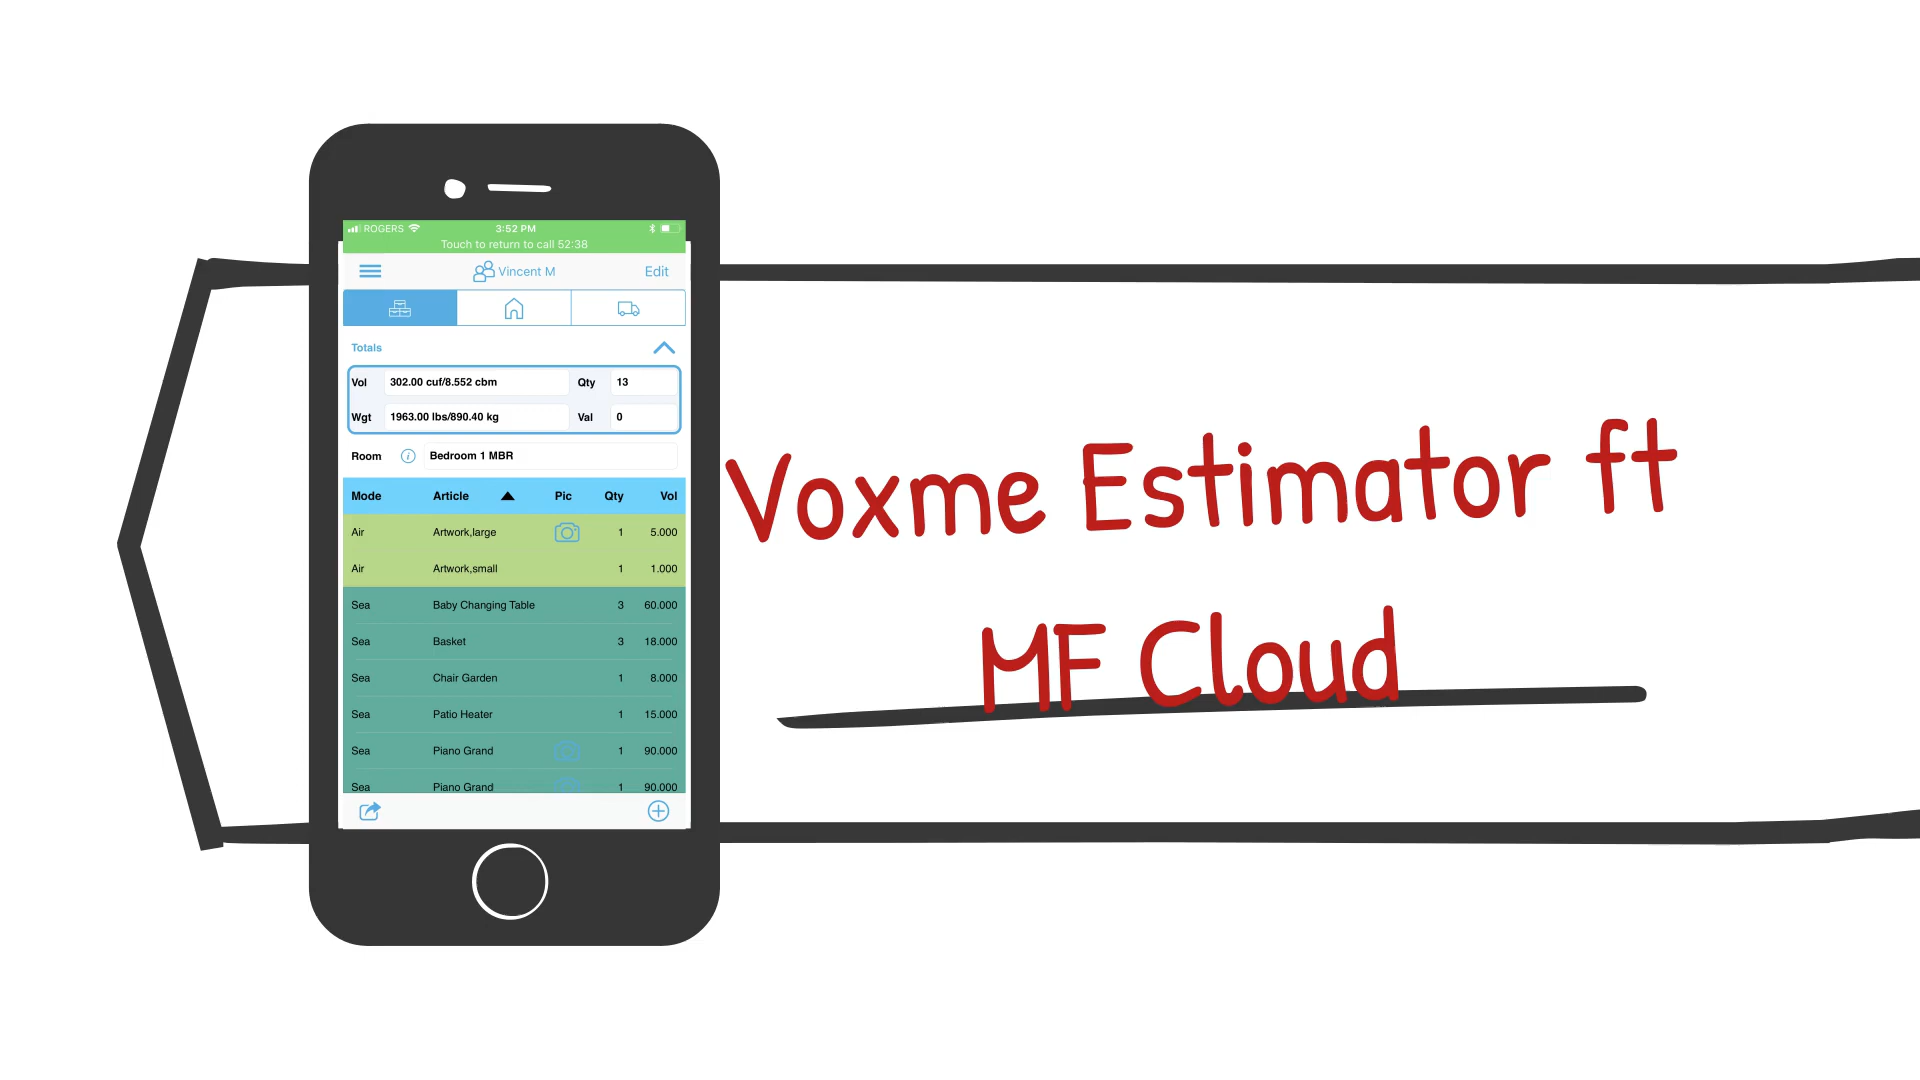 ROGERS 3:52 PM
Touch to return to call 52:38
Vincent M Edit
Totals
Vol 302.00 cuf/8.552 cbm Qty 13
Wgt 1963.00 lbs/890.40 kg Val 0
Room i Bedroom 1 MBR
Mode Article Pic Qty Vol
Air Artwork,large 1 5.000
Air Artwork,small 1 1.000
Sea Baby Changing Table 3 60.000
Sea Basket 3 18.000
Sea Chair Garden 1 8.000
Sea Patio Heater 1 15.000
Sea Piano Grand 1 90.000
Sea Piano Grand 1 90.000
Voxme Estimator ft
MF Cloud